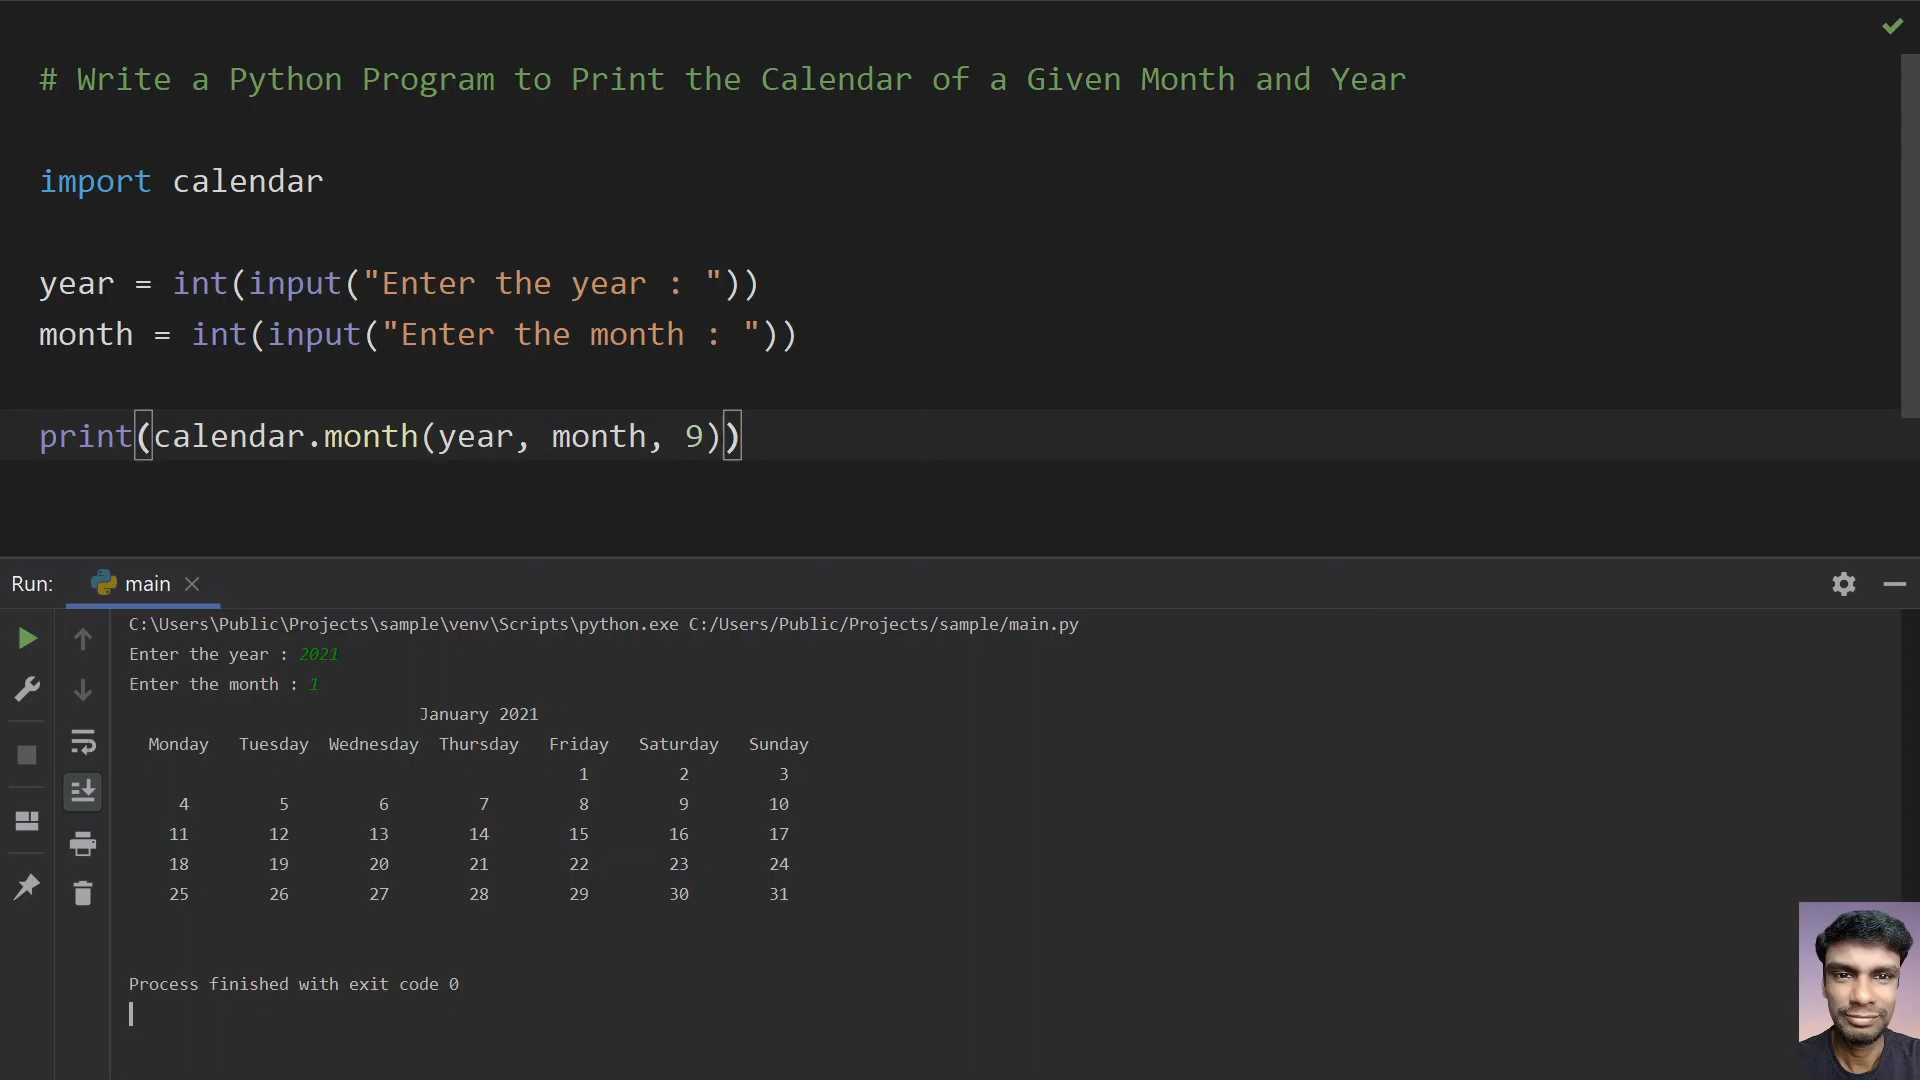 # Write a Python Program to Print the Calendar of a Given Month and Year
import calendar
year = int(input("Enter the year : "))
month = int(input("Enter the month : "))
print(calendar.month(year, month, 9))
Run: main
C:\Users\Public\Projects\sample\venv\Scripts\python.exe C:/Users/Public/Projects/sample/main.py
Enter the year : 2021
Enter the month : 1
January 2021
Monday Tuesday Wednesday Thursday Friday Saturday Sunday
1 2 3
4 5 6 7 8 9 10
11 12 13 14 15 16 17
18 19 20 21 22 23 24
25 26 27 28 29 30 31
Process finished with exit code 0